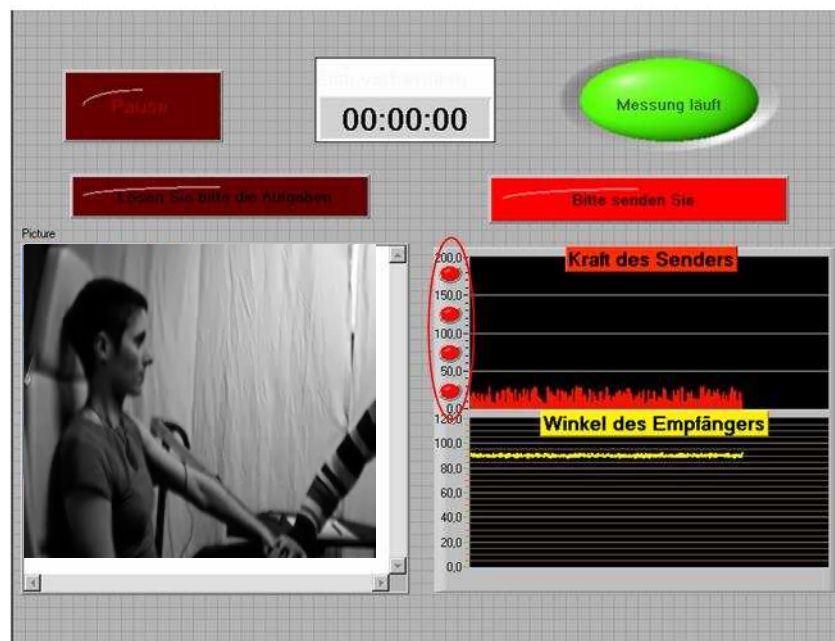 Pause
00:00:00
Messung läuft
Lösen Sie bitte die Aufgaben
Bitte senden Sie
Picture
Kraft des Senders
200,0
150,0
100,0
50,0
0,0
Winkel des Empfängers
120,0
100,0
80,0
60,0
40,0
20,0
0,0